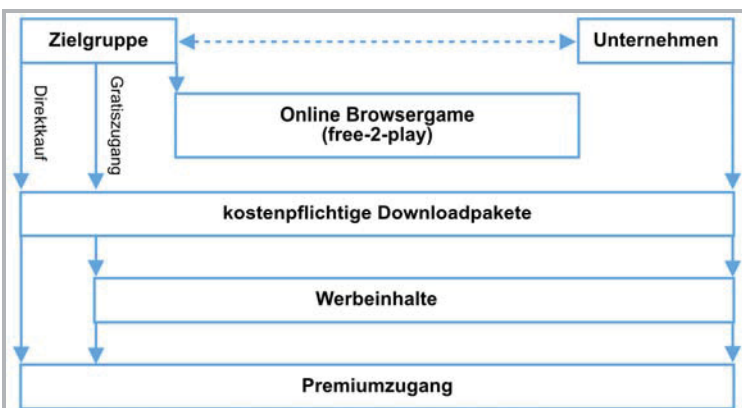 Zielgruppe
Unternehmen
Direktkauf
Gratiszugang
Online Browsergame
(free-2-play)
kostenpflichtige Downloadpakete
Werbeinhalte
Premiumzugang